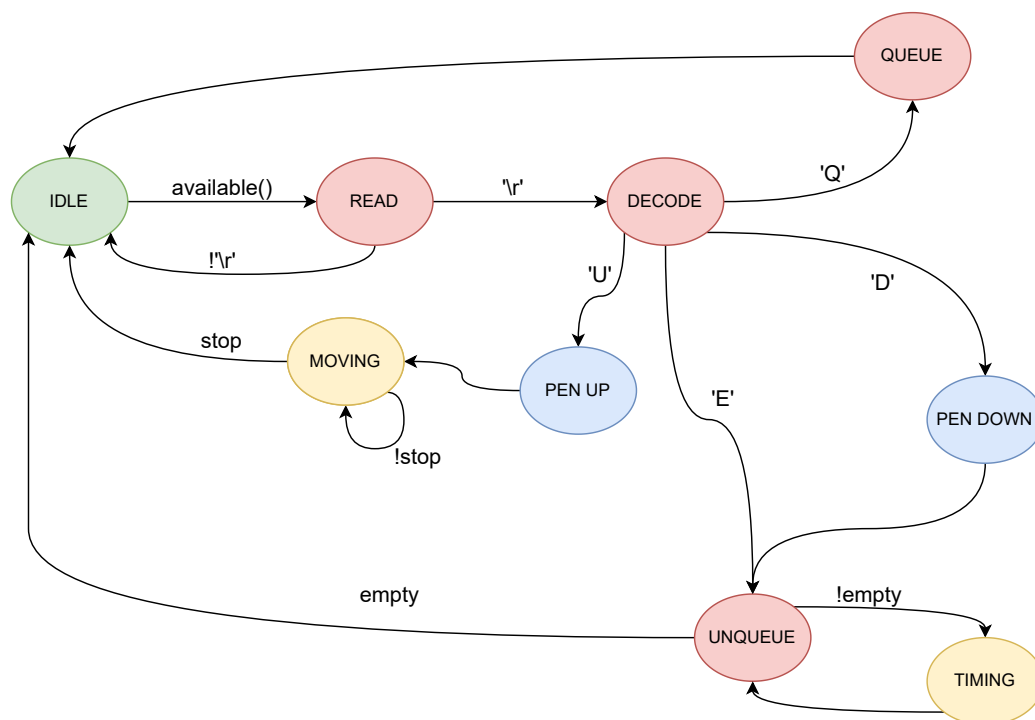 QUEUE
'Q'
IDLE
available()
READ
'\r'
DECODE
!'\r'
'U'
'D'
stop
MOVING
PEN UP
'E'
PEN DOWN
!stop
empty
!empty
UNQUEUE
TIMING